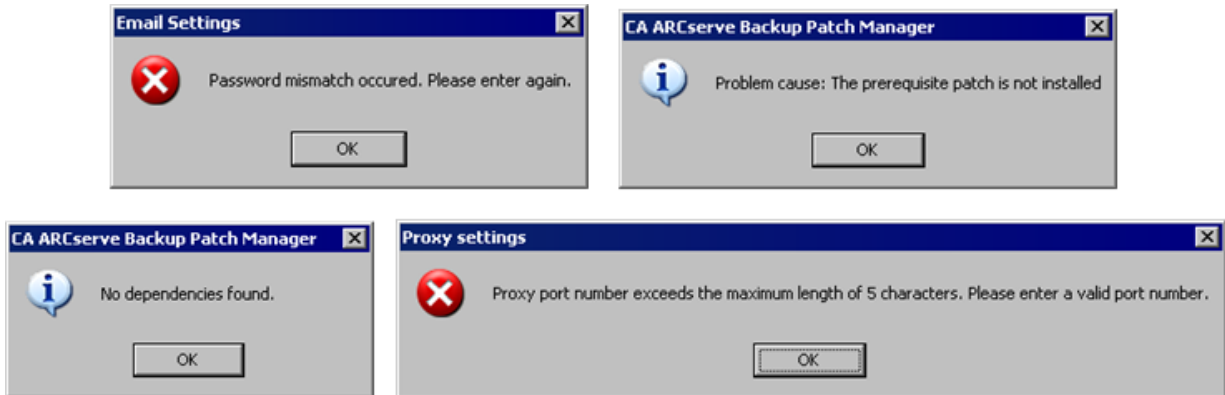 Email Settings
Password mismatch occured. Please enter again.
OK
CA ARCserve Backup Patch Manager
Problem cause: The prerequisite patch is not installed
OK
CA ARCserve Backup Patch Manager
No dependencies found.
OK
Proxy settings
Proxy port number exceeds the maximum length of 5 characters. Please enter a valid port number.
OK